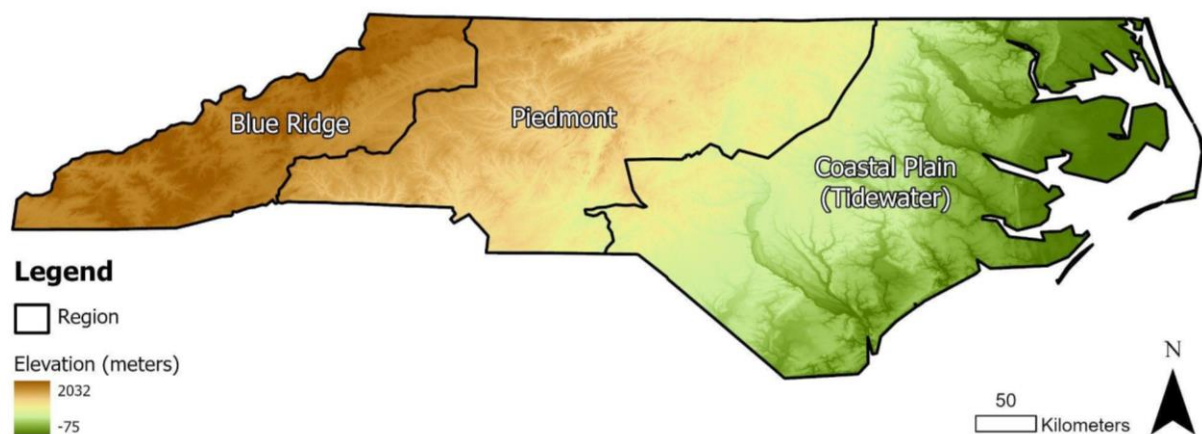 Blue Ridge
Piedmont
Coastal Plain
(Tidewater)
Legend
Region
Elevation (meters)
2032
-75
N
50
Kilometers